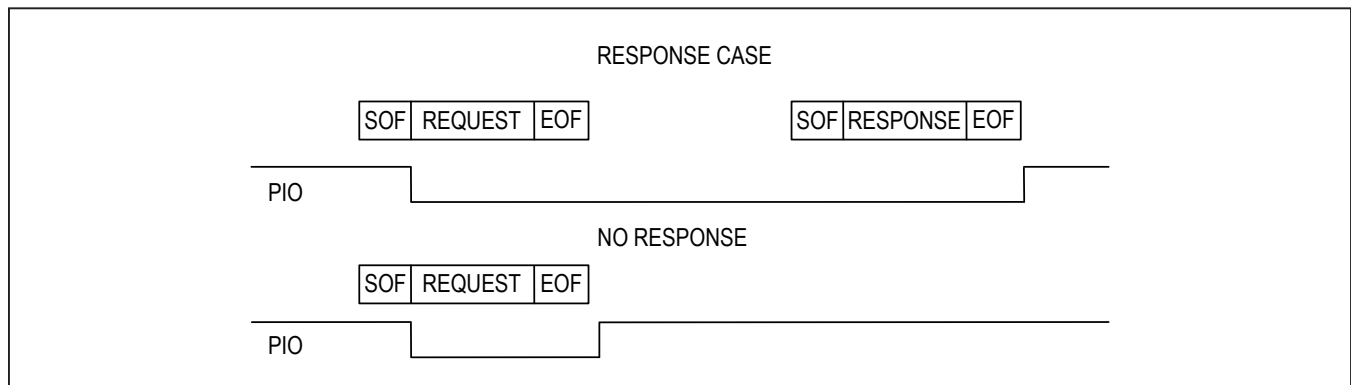 RESPONSE CASE
SOF REQUEST EOF SOF RESPONSE EOF
PIO
NO RESPONSE
SOF REQUEST EOF
PIO